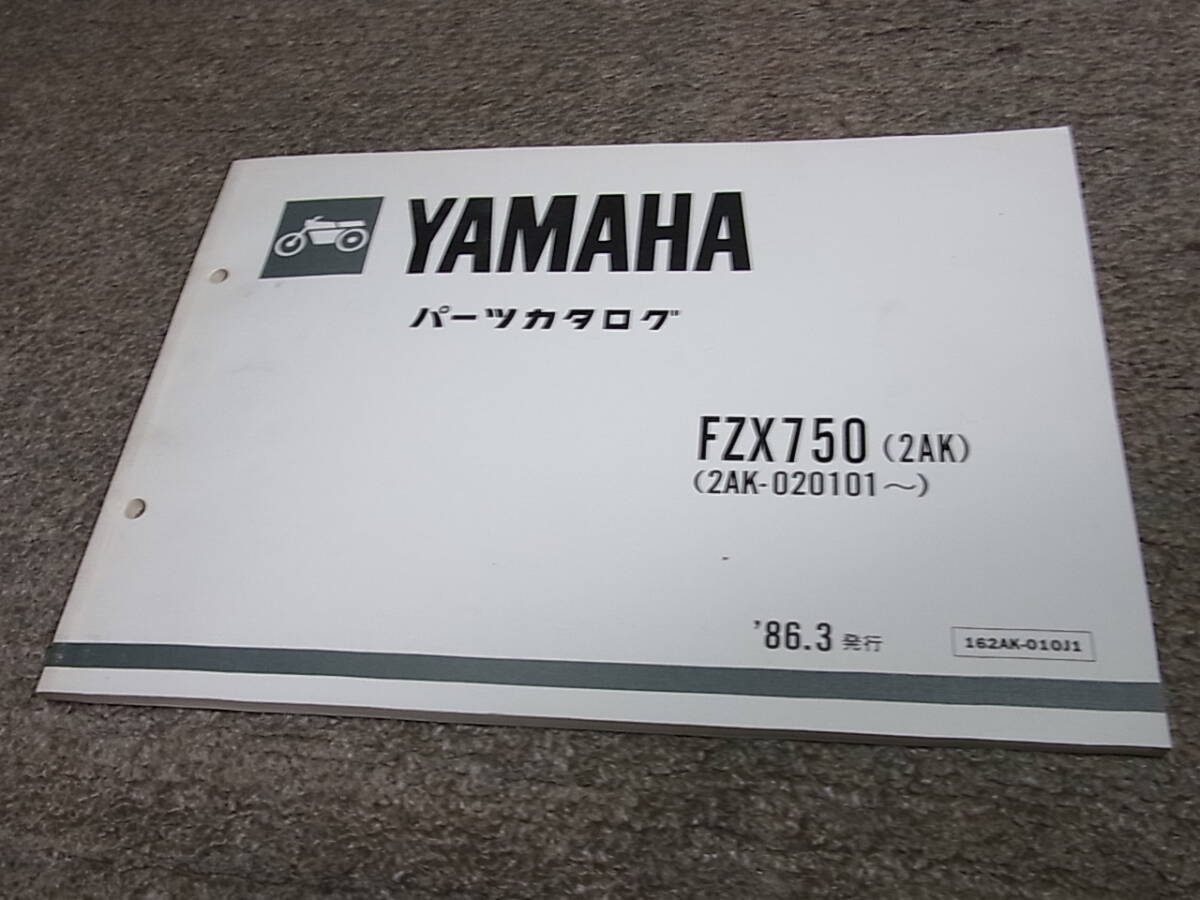 YAMAHA
パーツカタログ
FZX750 (2AK)
(2AK-020101～)
'86.3 発行
162AK-010J1